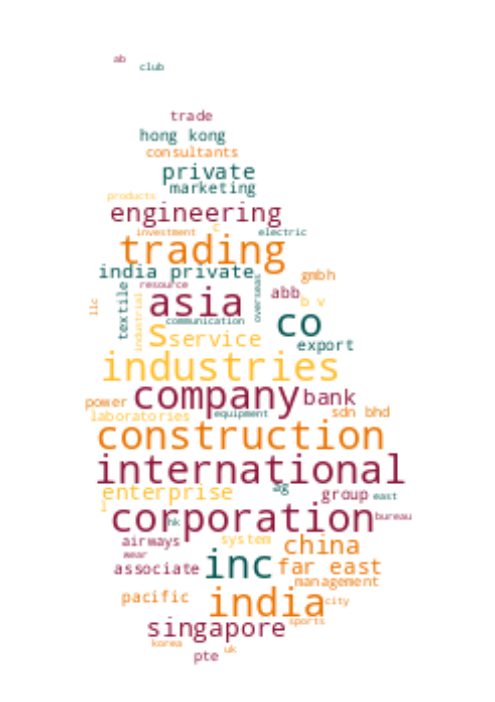 ab
club
trade
hong kong
consultants
private
marketing
products
engineering
investment c electric
trading
india private gmbh
resource overseas
llc textile industrial asia abb b v
communication co
s service export
industries
company bank
power
laboratories equipment sdn bhd
construction
international
enterprise ag group east
l
corporation bureau
hk
airways system china
wear
associate inc far east
management
pacific india city
singapore sports
korea uk
pte